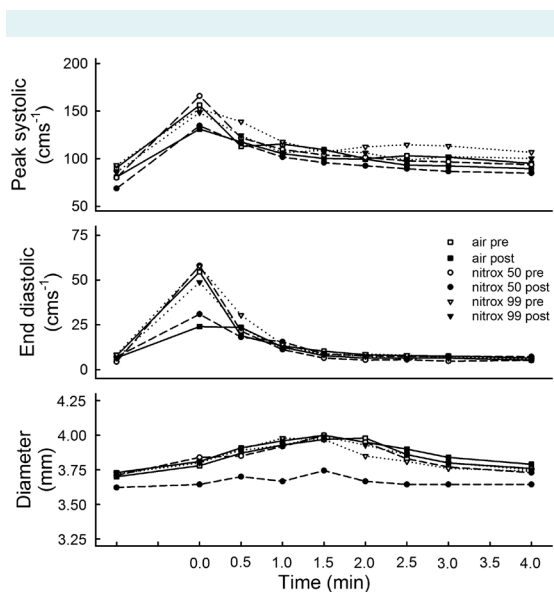 200
150
100
50
Peak systolic
(cms-1)
75
50
25
0
End diastolic
(cms-1)
air pre
air post
nitrox 50 pre
nitrox 50 post
nitrox 99 pre
nitrox 99 post
4.25
4.00
3.75
3.50
3.25
Diameter
(mm)
0.0 0.5 1.0 1.5 2.0 2.5 3.0 3.5 4.0
Time (min)